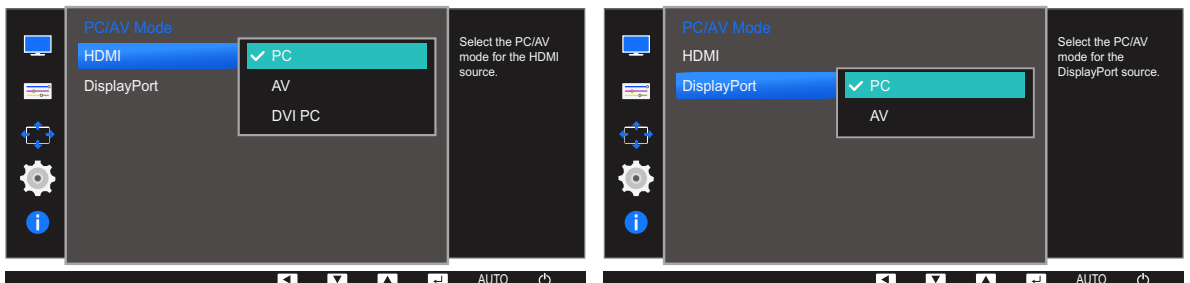 PC/AV Mode
HDMI
DisplayPort
PC
AV
DVI PC
Select the PC/AV
mode for the HDMI
source.
AUTO
PC/AV Mode
HDMI
DisplayPort
PC
AV
Select the PC/AV
mode for the
DisplayPort source.
AUTO